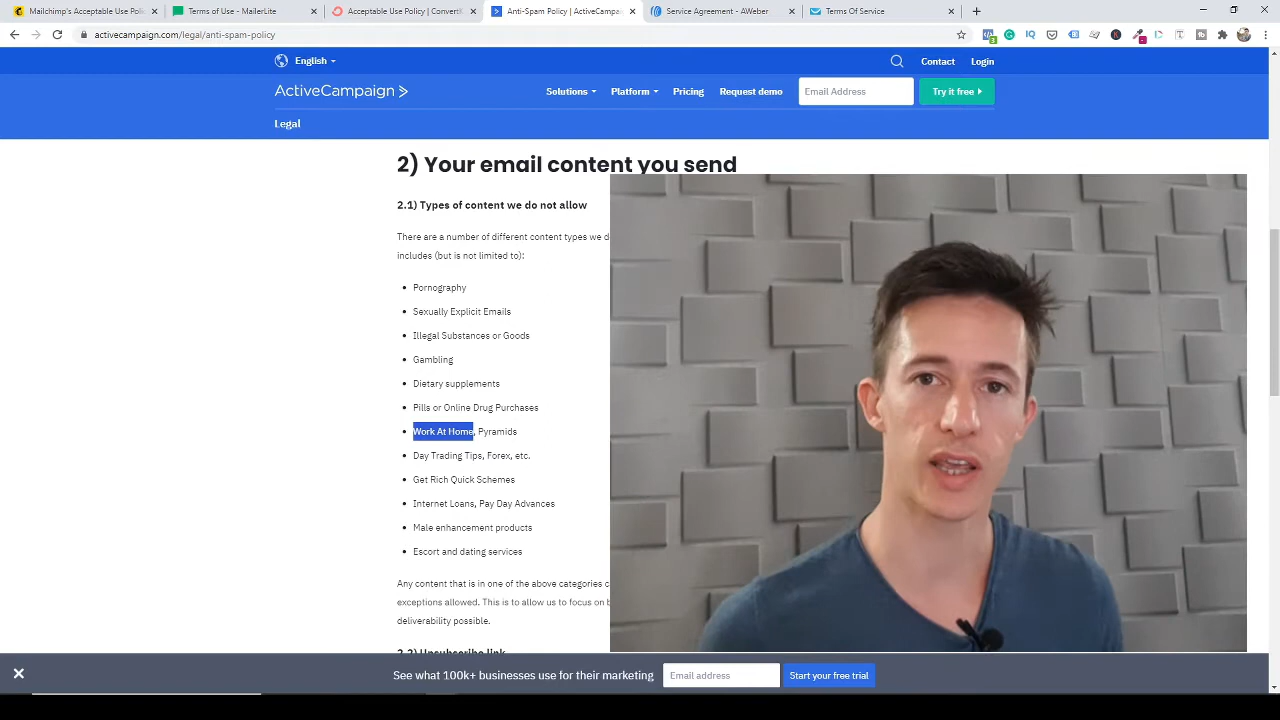 Mailchimp's Acceptable Use Poli
Terms of Use - MailerLite
Acceptable Use Policy | ConvertK
Anti-Spam Policy | ActiveCampai
Service Agreement - AWeber
Terms Of Service
activecampaign.com/legal/anti-spam-policy
English
Contact
Login
ActiveCampaign >
Solutions
Platform
Pricing
Request demo
Email Address
Try it free
Legal
2) Your email content you send
2.1) Types of content we do not allow
There are a number of different content types we d
includes (but is not limited to):
Pornography
Sexually Explicit Emails
Illegal Substances or Goods
Gambling
Dietary supplements
Pills or Online Drug Purchases
Work At Home, Pyramids
Day Trading Tips, Forex, etc.
Get Rich Quick Schemes
Internet Loans, Pay Day Advances
Male enhancement products
Escort and dating services
Any content that is in one of the above categories c
exceptions allowed. This is to allow us to focus on b
deliverability possible.
2.2) Unsubscribe link
See what 100k+ businesses use for their marketing
Email address
Start your free trial